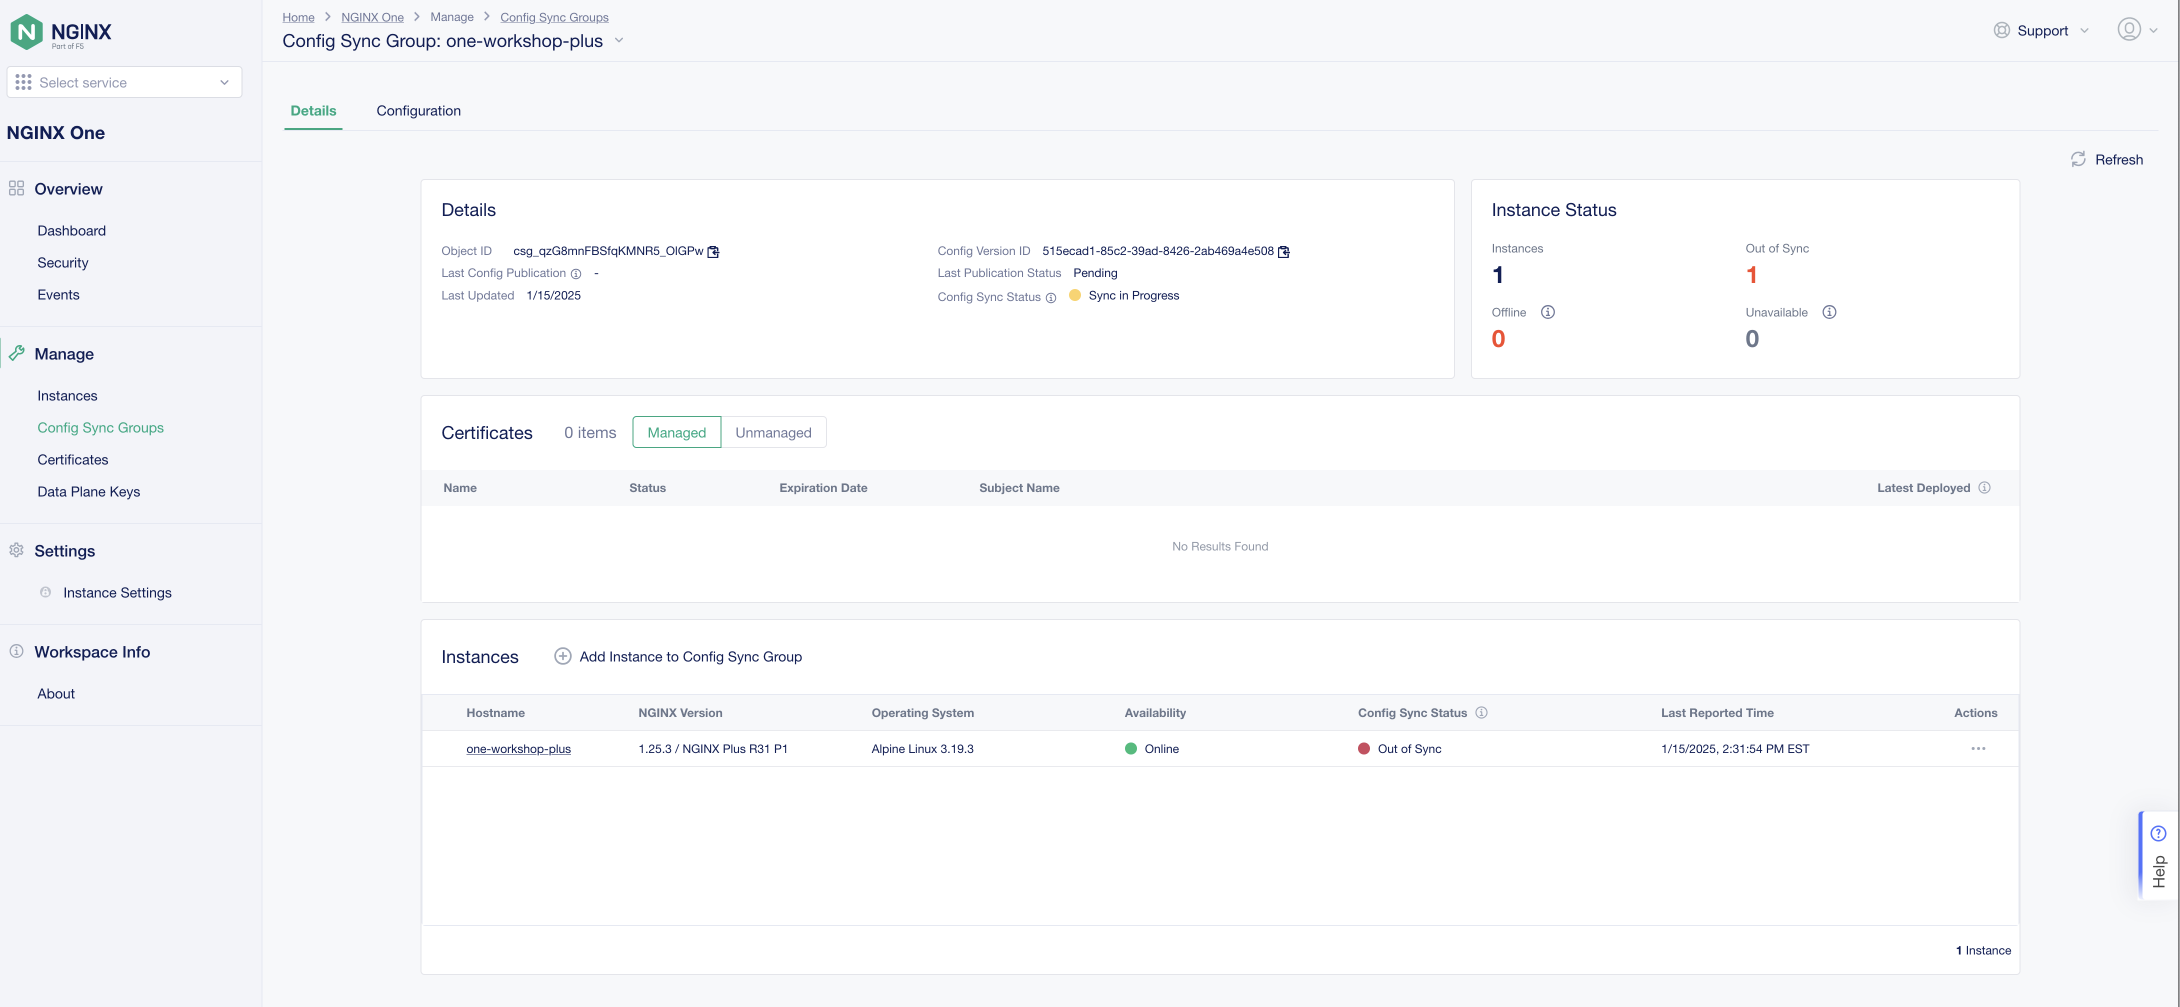 NGINX
Part of F5
Select service
NGINX One
Overview
Dashboard
Security
Events
Manage
Instances
Config Sync Groups
Certificates
Data Plane Keys
Settings
Instance Settings
Workspace Info
About
Home > NGINX One > Manage > Config Sync Groups
Config Sync Group: one-workshop-plus
Support
Details Configuration
Refresh
Details
Object ID csg_qzG8mnFBSfqKMNR5_OlGPw
Last Config Publication -
Last Updated 1/15/2025
Config Version ID 515ecad1-85c2-39ad-8426-2ab469a4e508
Last Publication Status Pending
Config Sync Status Sync in Progress
Instance Status
Instances Out of Sync
1 1
Offline Unavailable
0 0
Certificates 0 items Managed Unmanaged
Name Status Expiration Date Subject Name Latest Deployed
No Results Found
Instances Add Instance to Config Sync Group
Hostname NGINX Version Operating System Availability Config Sync Status Last Reported Time Actions
one-workshop-plus 1.25.3 / NGINX Plus R31 P1 Alpine Linux 3.19.3 Online Out of Sync 1/15/2025, 2:31:54 PM EST ...
1 Instance
Help